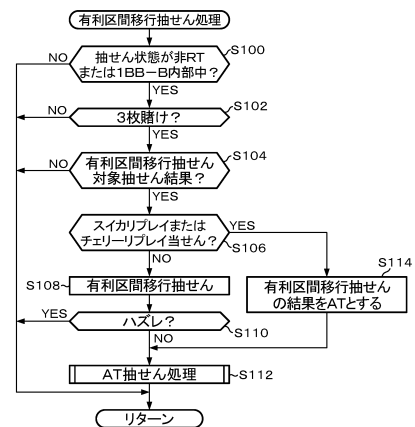 有利区間移行抽せん処理
S100
抽せん状態が非RT
または1BB－B内部中？
NO
YES
S102
3枚賭け？
NO
YES
S104
有利区間移行抽せん
対象抽せん結果？
NO
YES
スイカリプレイまたは
チェリーリプレイ当せん？
YES
S106
NO
S114
有利区間移行抽せん
の結果をATとする
S108
有利区間移行抽せん
YES
ハズレ？
S110
NO
AT抽せん処理
S112
リターン